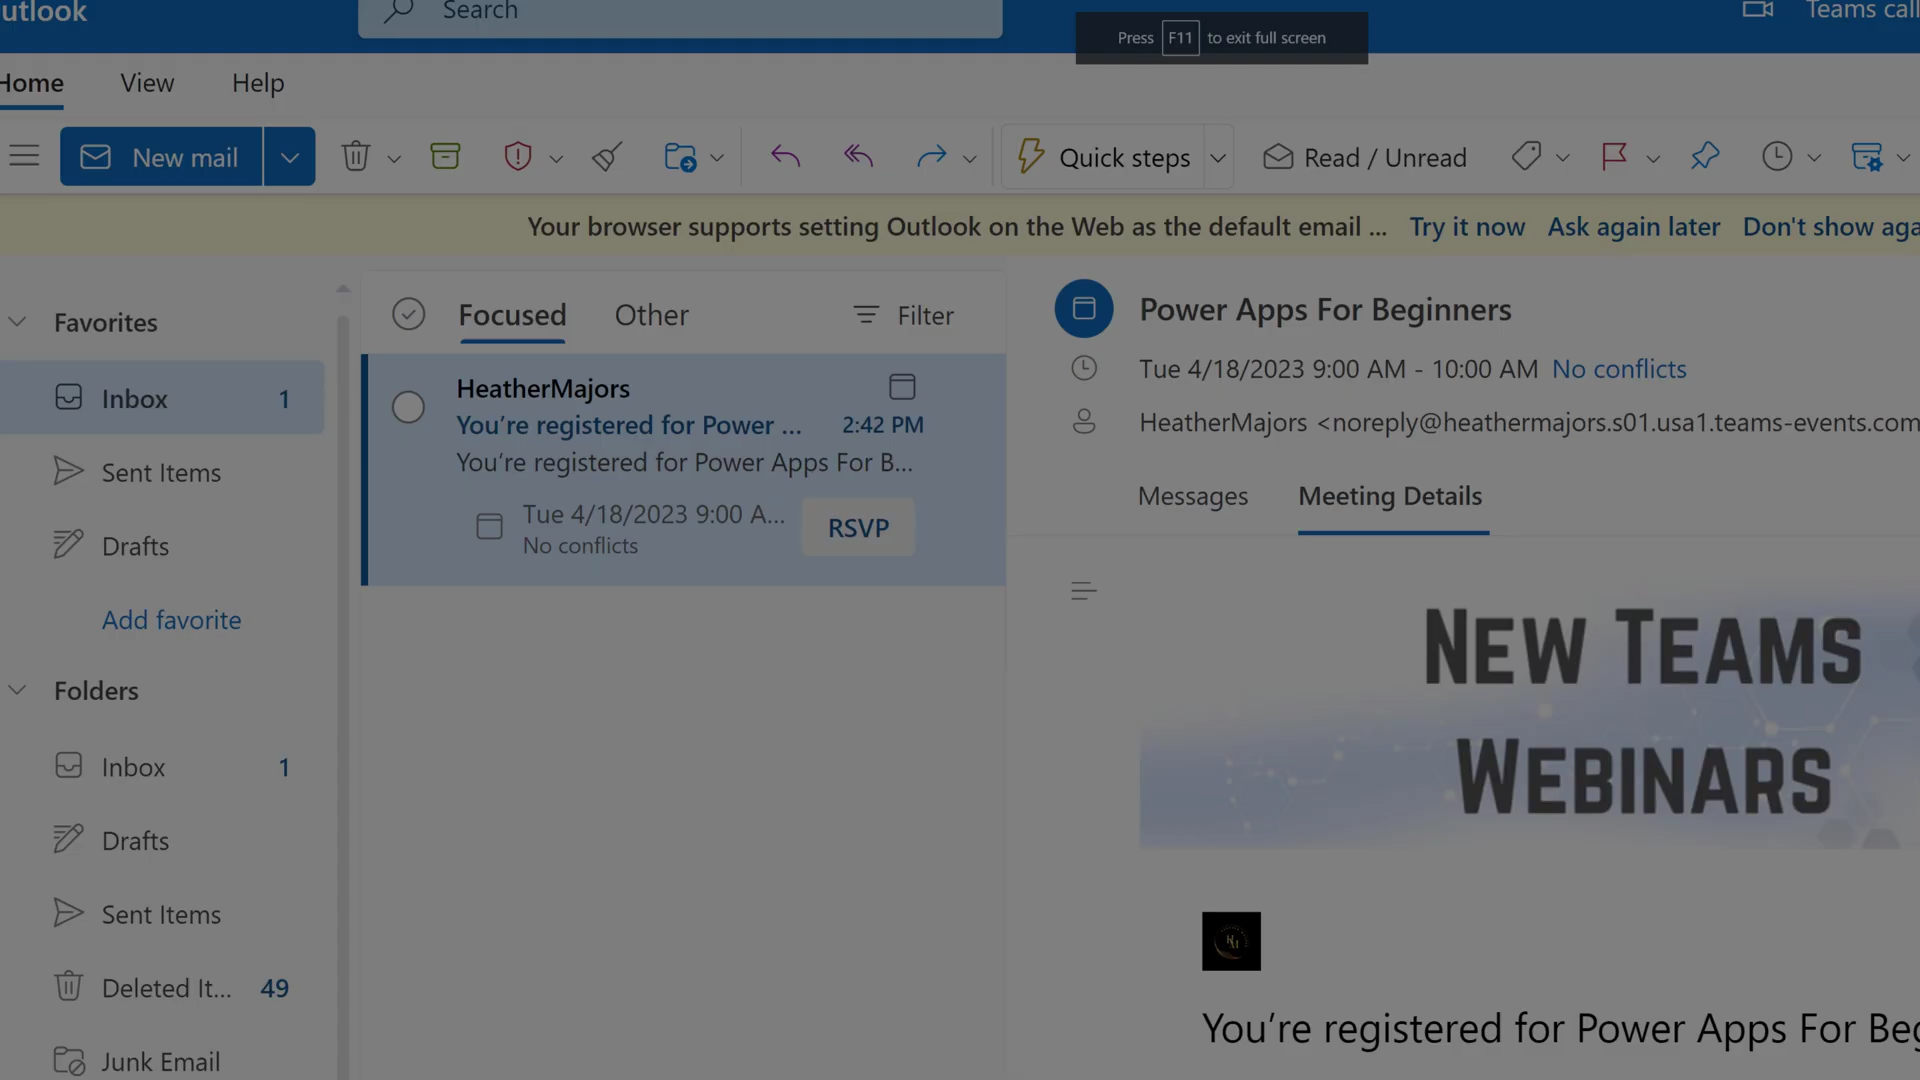 utlook
Search
Teams call
Press F11 to exit full screen
Home View Help
New mail
Quick steps
Read / Unread
Your browser supports setting Outlook on the Web as the default email ... Try it now Ask again later Don't show aga
Favorites
Inbox 1
Sent Items
Drafts
Add favorite
Folders
Inbox 1
Drafts
Sent Items
Deleted It... 49
Junk Email
Focused Other Filter
HeatherMajors
You're registered for Power ... 2:42 PM
You're registered for Power Apps For B...
Tue 4/18/2023 9:00 A...
No conflicts
RSVP
Power Apps For Beginners
Tue 4/18/2023 9:00 AM - 10:00 AM No conflicts
HeatherMajors <noreply@heathermajors.s01.usa1.teams-events.com
Messages Meeting Details
NEW TEAMS
WEBINARS
HM
You're registered for Power Apps For Beg